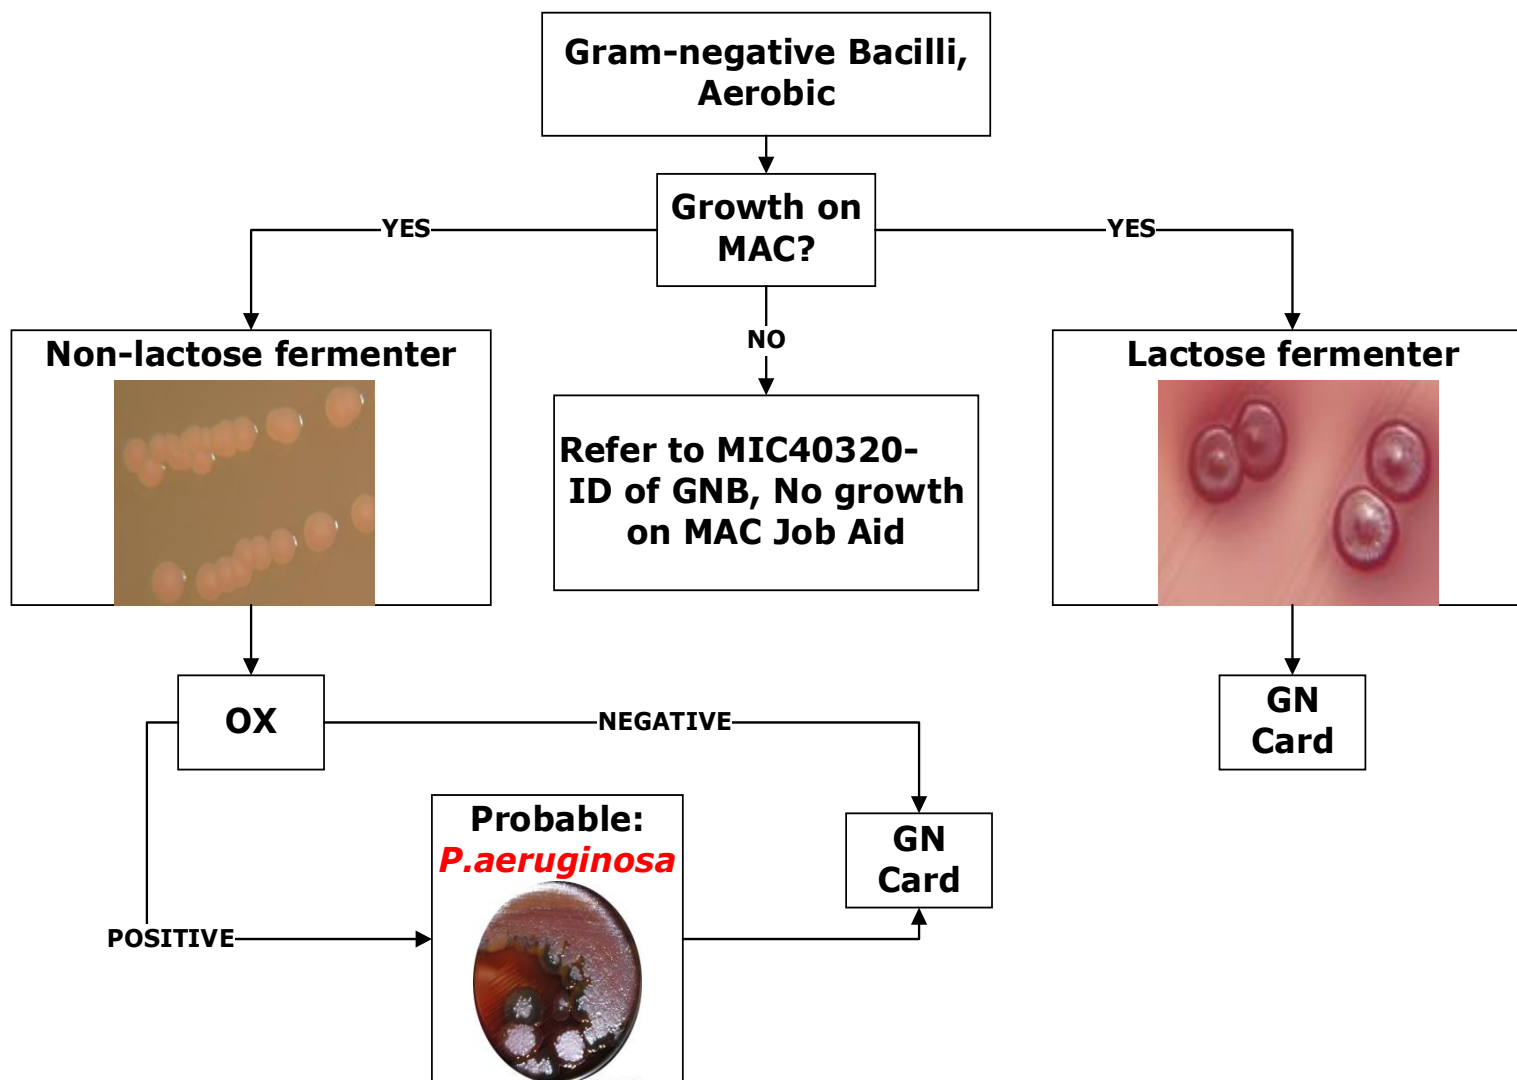 Gram-negative Bacilli,
Aerobic
Growth on
MAC?
YES
YES
NO
Non-lactose fermenter
Refer to MIC40320-
ID of GNB, No growth
on MAC Job Aid
Lactose fermenter
OX
NEGATIVE
GN
Card
POSITIVE
Probable:
P.aeruginosa
GN
Card